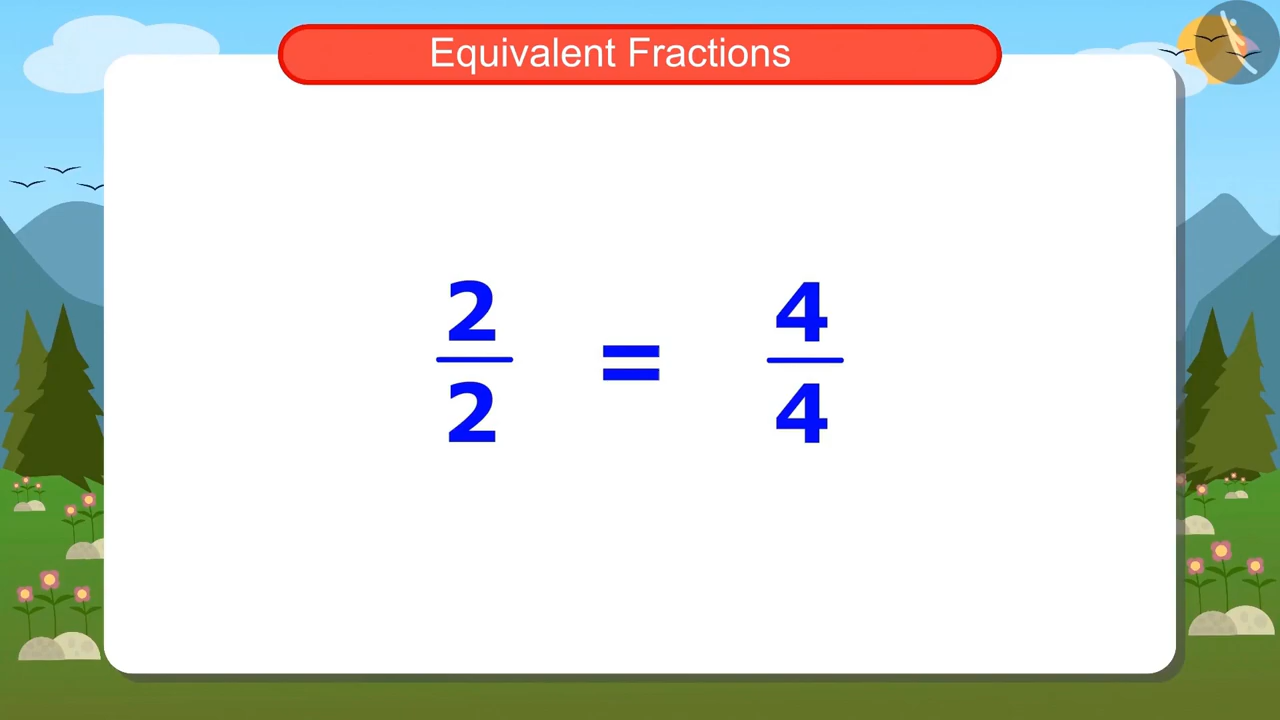 Equivalent Fractions
2/2 = 4/4